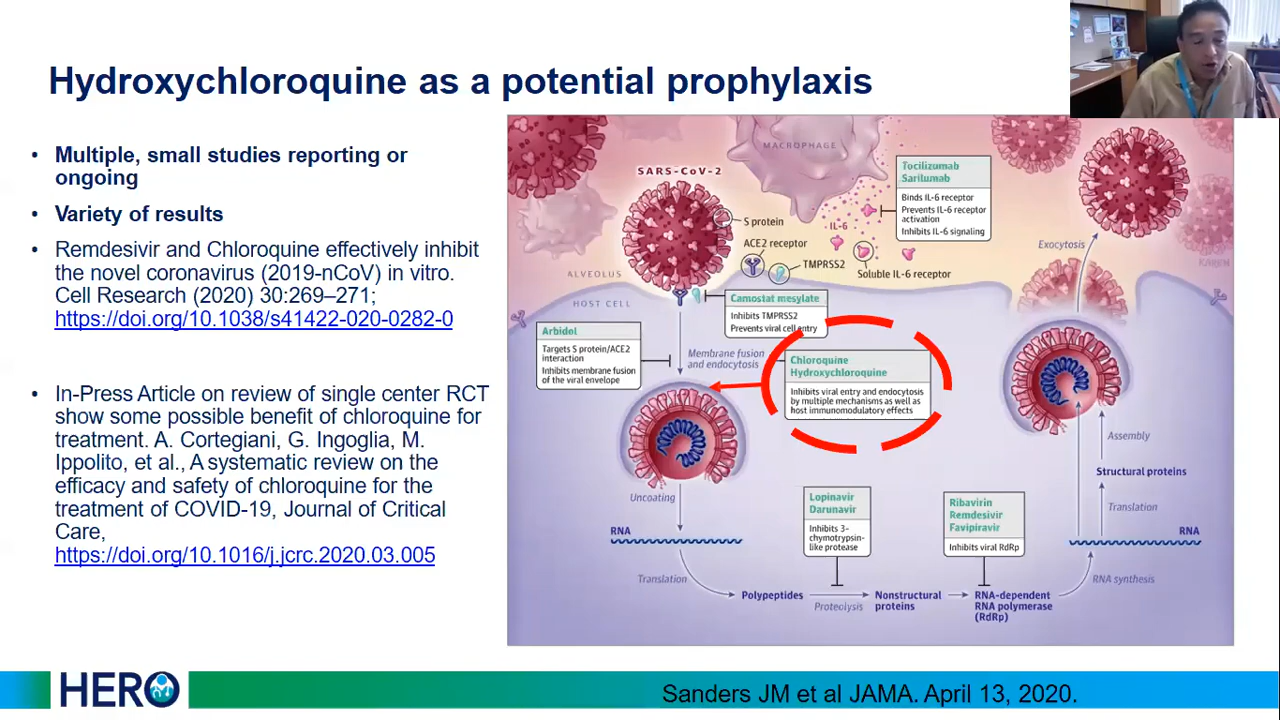 Hydroxychloroquine as a potential prophylaxis
• Multiple, small studies reporting or
ongoing
• Variety of results
• Remdesivir and Chloroquine effectively inhibit
the novel coronavirus (2019-nCoV) in vitro.
Cell Research (2020) 30:269–271;
https://doi.org/10.1038/s41422-020-0282-0
• In-Press Article on review of single center RCT
show some possible benefit of chloroquine for
treatment. A. Cortegiani, G. Ingoglia, M.
Ippolito, et al., A systematic review on the
efficacy and safety of chloroquine for the
treatment of COVID-19, Journal of Critical
Care,
https://doi.org/10.1016/j.jcrc.2020.03.005
MACROPHAGE
SARS-CoV-2
S protein
ACE2 receptor
TMPRSS2
IL-6
Soluble IL-6 receptor
Tocilizumab
Sarilumab
Binds IL-6 receptor
Prevents IL-6 receptor
activation
Inhibits IL-6 signaling
Exocytosis
ALVEOLUS
HOST CELL
Camostat mesylate
Inhibits TMPRSS2
Prevents viral cell entry
Arbidol
Targets S protein/ACE2
interaction
Inhibits membrane fusion
of the viral envelope
Membrane fusion
and endocytosis
Chloroquine
Hydroxychloroquine
Inhibits viral entry and endocytosis
by multiple mechanisms as well as
host immunomodulatory effects
Uncoating
RNA
Translation
Polypeptides
Proteolysis
Lopinavir
Darunavir
Inhibits 3-
chymotrypsin-
like protease
Nonstructural
proteins
Ribavirin
Remdesivir
Favipiravir
Inhibits viral RdRp
RNA-dependent
RNA polymerase
(RdRp)
RNA synthesis
RNA
Translation
Structural proteins
Assembly
HERO
Sanders JM et al JAMA. April 13, 2020.